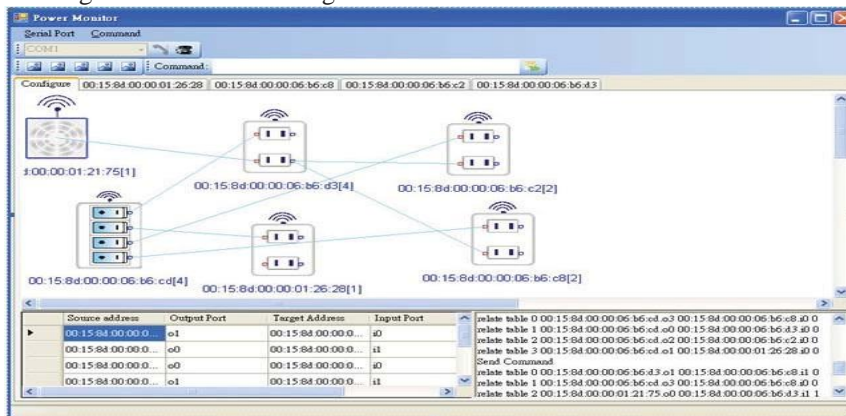 Power Monitor
Serial Port Command
COM1
Command:
Configure 00:15:8d:00:00:01:26:28 00:15:8d:00:00:06:b6:c8 00:15:8d:00:00:06:b6:c2 00:15:8d:00:00:06:b6:d3
:00:00:01:21:75[1]
00:15:8d:00:00:06:b6:d3[4]
00:15:8d:00:00:06:b6:c2[2]
00:15:8d:00:00:06:b6:cd[4]
00:15:8d:00:00:01:26:28[1]
00:15:8d:00:00:06:b6:c8[2]
Source address Output Port Target Address Input Port
00:15:8d:00:00:0... o1 00:15:8d:00:00:0... i0
00:15:8d:00:00:0... o0 00:15:8d:00:00:0... i1
00:15:8d:00:00:0... o0 00:15:8d:00:00:0... i0
00:15:8d:00:00:0... o1 00:15:8d:00:00:0... i1
relate table 0 00:15:8d:00:00:06:b6:cd.o3 00:15:8d:00:00:06:b6:c8.i0 0
relate table 1 00:15:8d:00:00:06:b6:cd.o0 00:15:8d:00:00:06:b6:d3.i0 0
relate table 2 00:15:8d:00:00:06:b6:cd.o2 00:15:8d:00:00:06:b6:c2.i0 0
relate table 3 00:15:8d:00:00:06:b6:cd.o1 00:15:8d:00:00:01:26:28.i0 0
Send Command
relate table 0 00:15:8d:00:00:06:b6:d3.o1 00:15:8d:00:00:06:b6:c8.i1 0
relate table 1 00:15:8d:00:00:06:b6:cd.o3 00:15:8d:00:00:06:b6:c8.i0 0
relate table 2 00:15:8d:00:00:01:21:75.o0 00:15:8d:00:00:06:b6:d3.i1 1